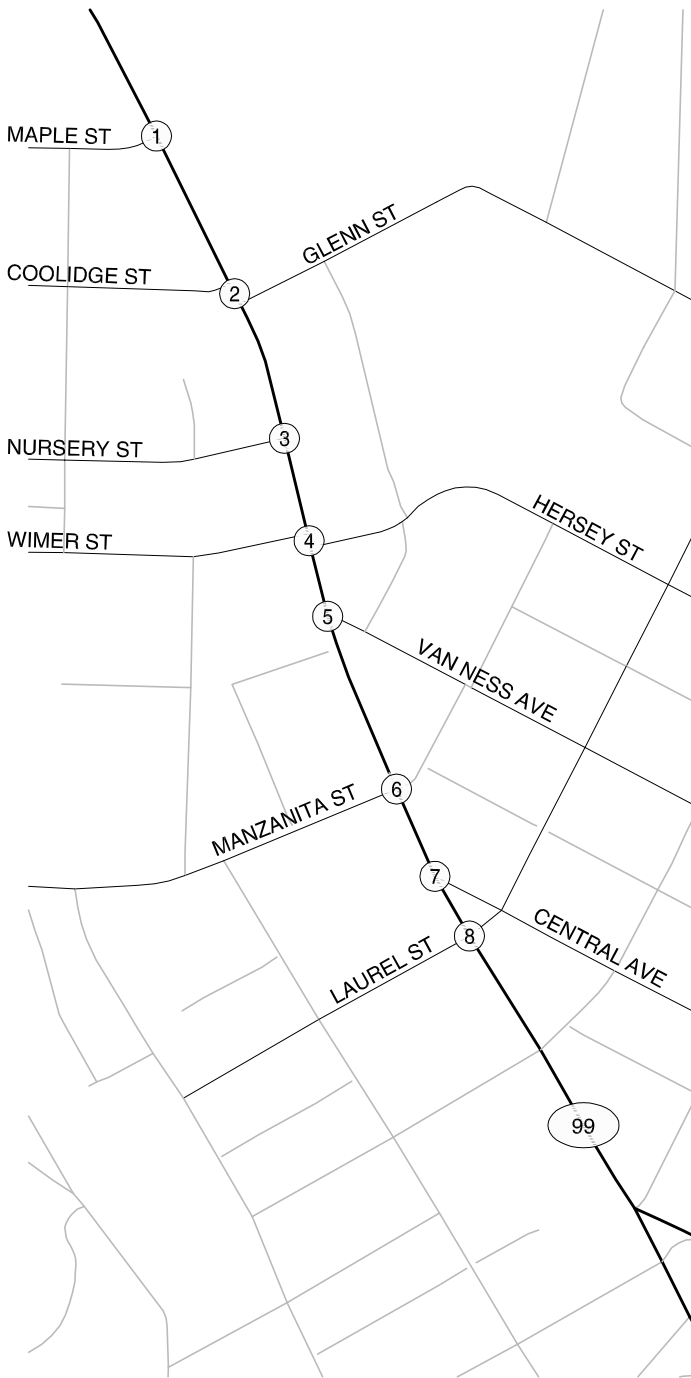 MAPLE ST
1
GLENN ST
COOLIDGE ST
2
3
NURSERY ST
HERSEY ST
WIMER ST
4
5
VAN NESS AVE
6
MANZANITA ST
7
CENTRAL AVE
8
LAUREL ST
99